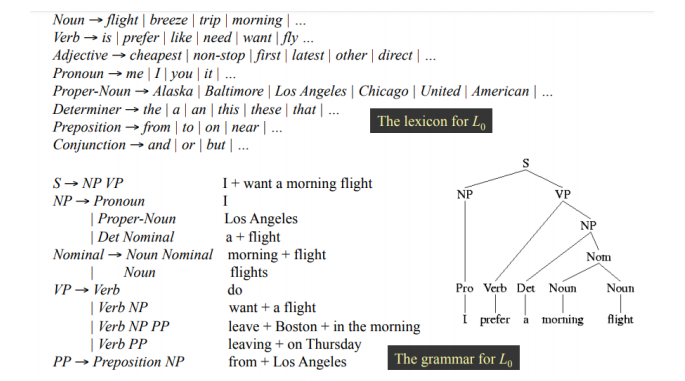 Noun → flight | breeze | trip | morning | ...
Verb → is | prefer | like | need | want | fly ...
Adjective → cheapest | non-stop | first | latest | other | direct | ...
Pronoun → me | I | you | it | ...
Proper-Noun → Alaska | Baltimore | Los Angeles | Chicago | United | American | ...
Determiner → the | a | an | this | these | that | ...
Preposition → from | to | on | near | ...
Conjunction → and | or | but | ...
The lexicon for L₀
S → NP VP I + want a morning flight
NP → Pronoun I
| Proper-Noun Los Angeles
| Det Nominal a + flight
Nominal → Noun Nominal morning + flight
| Noun flights
VP → Verb do
| Verb NP want + a flight
| Verb NP PP leave + Boston + in the morning
| Verb PP leaving + on Thursday
PP → Preposition NP from + Los Angeles
The grammar for L₀
S
NP VP
NP
Nom
Pro Verb Det Noun Noun
I prefer a morning flight